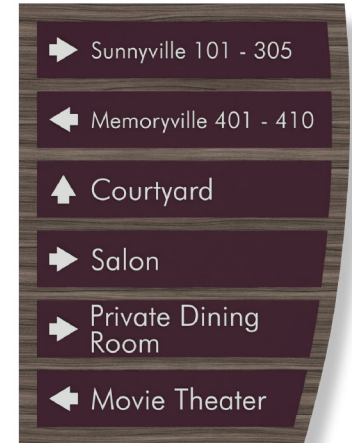 Sunnyville 101 - 305
Memoryville 401 - 410
Courtyard
Salon
Private Dining
Room
Movie Theater